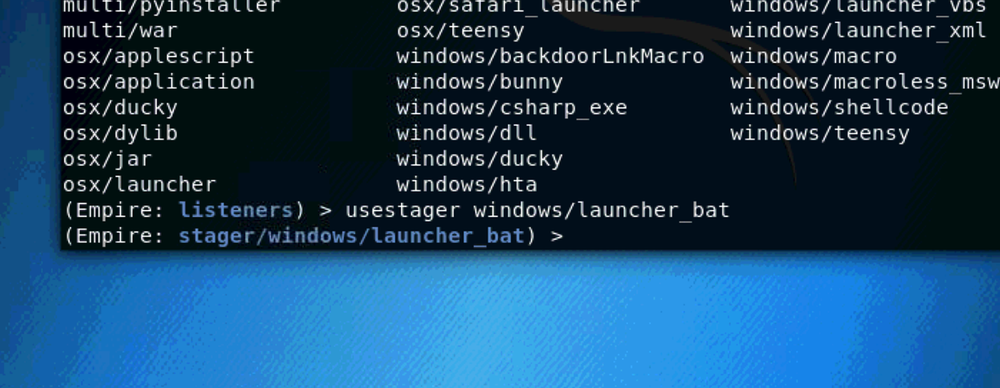 multi/pyinstaller osx/safari_launcher windows/launcher_vbs
multi/war osx/teensy windows/launcher_xml
osx/applescript windows/backdoorLnkMacro windows/macro
osx/application windows/bunny windows/macroless_msw
osx/ducky windows/csharp_exe windows/shellcode
osx/dylib windows/dll windows/teensy
osx/jar windows/ducky
osx/launcher windows/hta
(Empire: listeners) > usestager windows/launcher_bat
(Empire: stager/windows/launcher_bat) >